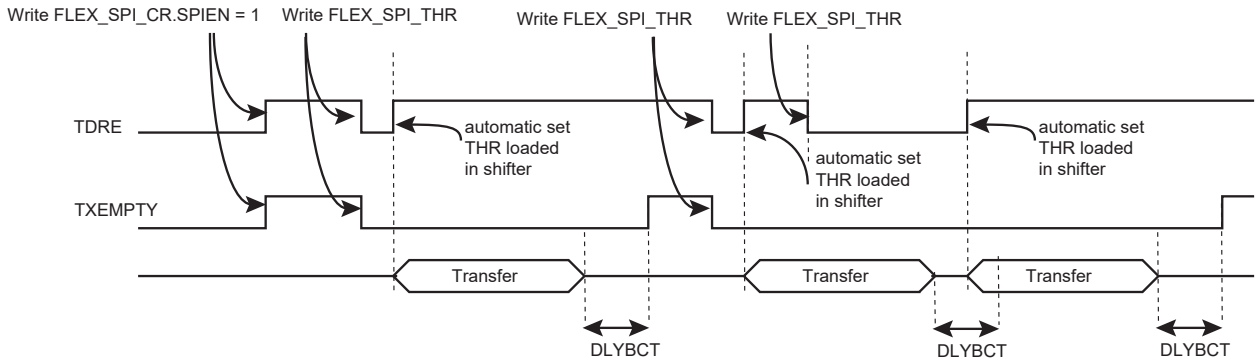 Write FLEX_SPI_CR.SPIEN = 1
Write FLEX_SPI_THR
Write FLEX_SPI_THR
Write FLEX_SPI_THR
TDRE
automatic set
THR loaded
in shifter
automatic set
THR loaded
in shifter
automatic set
THR loaded
in shifter
TXEMPTY
Transfer
Transfer
Transfer
DLYBCT
DLYBCT
DLYBCT